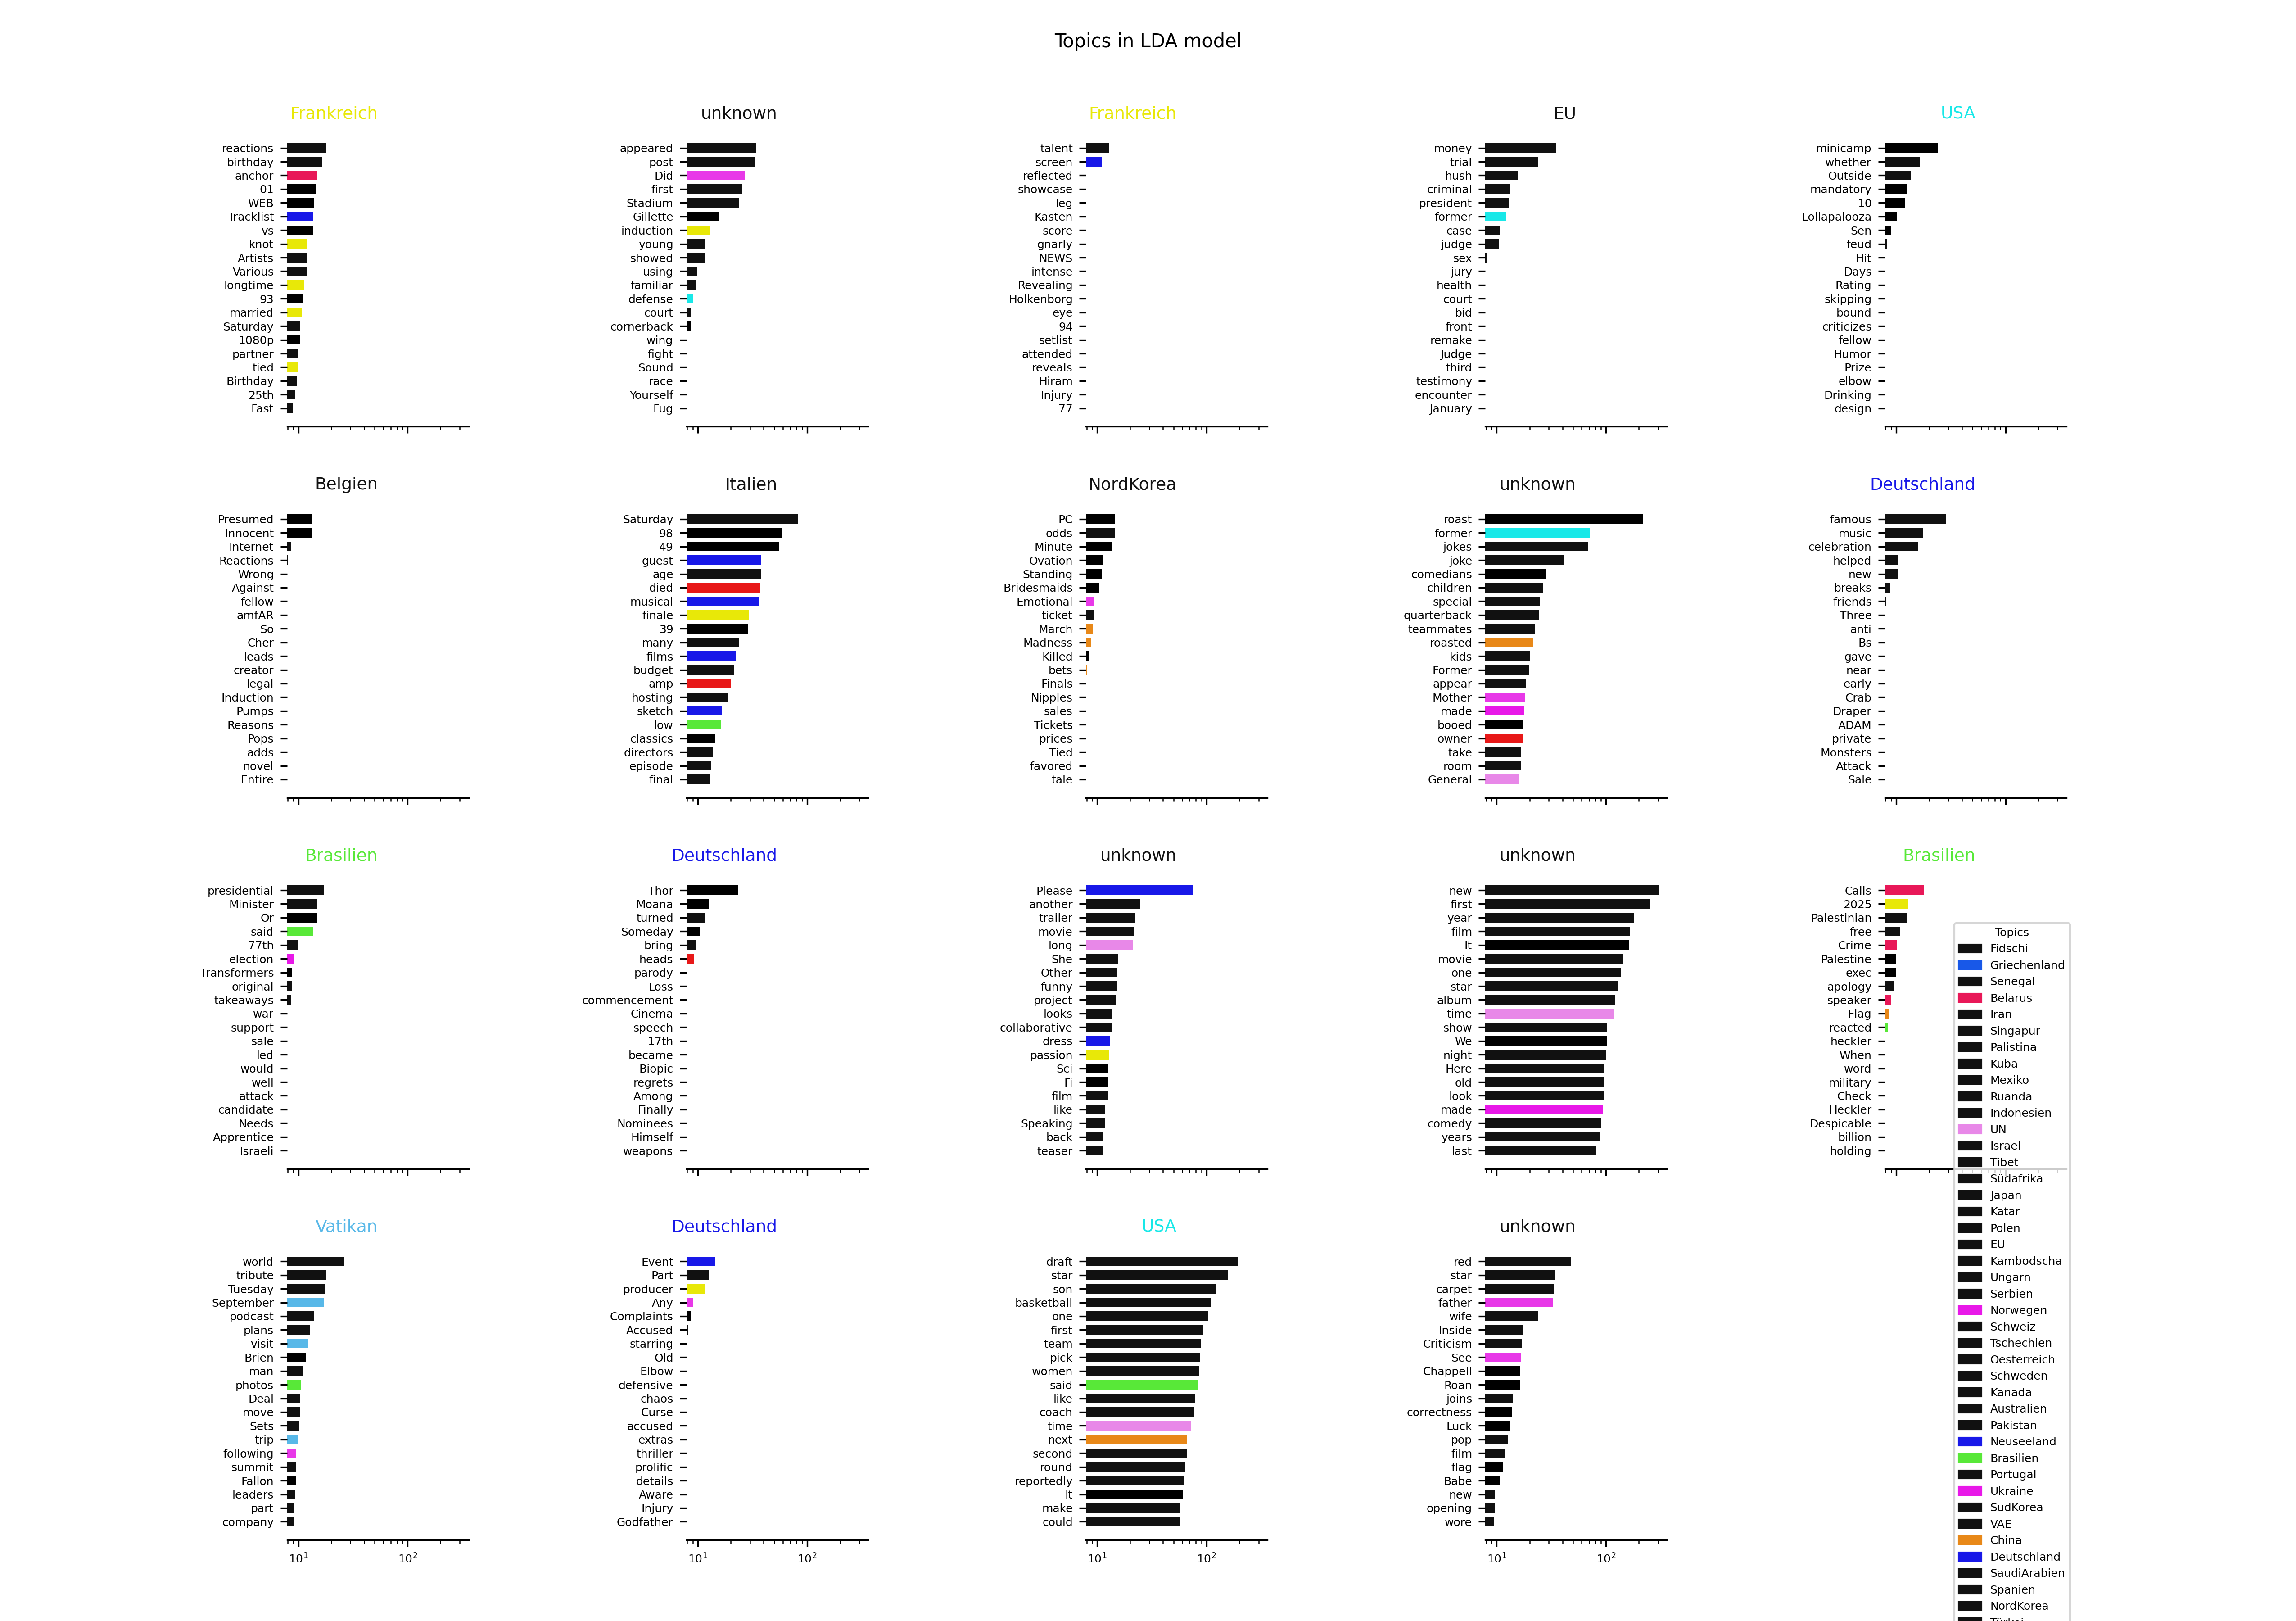 Topics in LDA model
Frankreich
reactions
birthday
anchor
01
WEB
Tracklist
vs
knot
Artists
Various
longtime
93
married
Saturday
1080p
partner
tied
Birthday
25th
Fast
unknown
appeared
post
Did
first
Stadium
Gillette
induction
young
showed
using
familiar
defense
court
cornerback
wing
fight
Sound
race
Yourself
Fug
Frankreich
talent
screen
reflected
showcase
leg
Kasten
score
gnarly
NEWS
intense
Revealing
Holkenborg
eye
94
setlist
attended
reveals
Hiram
Injury
77
EU
money
trial
hush
criminal
president
former
case
judge
sex
jury
health
court
bid
front
remake
Judge
third
testimony
encounter
January
USA
minicamp
whether
Outside
mandatory
10
Lollapalooza
Sen
feud
Hit
Days
Rating
skipping
bound
criticizes
fellow
Humor
Prize
elbow
Drinking
design
Belgien
Presumed
Innocent
Internet
Reactions
Wrong
Against
fellow
amfAR
So
Cher
leads
creator
legal
Induction
Pumps
Reasons
Pops
adds
novel
Entire
Italien
Saturday
98
49
guest
age
died
musical
finale
39
many
films
budget
amp
hosting
sketch
low
classics
directors
episode
final
NordKorea
PC
odds
Minute
Ovation
Standing
Bridesmaids
Emotional
ticket
March
Madness
Killed
bets
Finals
Nipples
sales
Tickets
prices
Tied
favored
tale
unknown
roast
former
jokes
joke
comedians
children
special
quarterback
teammates
roasted
kids
Former
appear
Mother
made
booed
owner
take
room
General
Deutschland
famous
music
celebration
helped
new
breaks
friends
Three
anti
Bs
gave
near
early
Crab
Draper
ADAM
private
Monsters
Attack
Sale
Brasilien
presidential
Minister
Or
said
77th
election
Transformers
original
takeaways
war
support
sale
led
would
well
attack
candidate
Needs
Apprentice
Israeli
Deutschland
Thor
Moana
turned
Someday
bring
heads
parody
Loss
commencement
Cinema
speech
17th
became
Biopic
regrets
Among
Finally
Nominees
Himself
weapons
unknown
Please
another
trailer
movie
long
She
Other
funny
project
looks
collaborative
dress
passion
Sci
Fi
film
like
Speaking
back
teaser
unknown
new
first
year
film
It
movie
one
star
album
time
show
We
night
Here
old
look
made
comedy
years
last
Brasilien
Calls
2025
Palestinian
free
Crime
Palestine
exec
apology
speaker
Flag
reacted
heckler
When
word
military
Check
Heckler
Despicable
billion
holding
Vatikan
world
tribute
Tuesday
September
podcast
plans
visit
Brien
man
photos
Deal
move
Sets
trip
following
summit
Fallon
leaders
part
company
10¹ 10²
Deutschland
Event
Part
producer
Any
Complaints
Accused
starring
Old
Elbow
defensive
chaos
Curse
accused
extras
thriller
prolific
details
Aware
Injury
Godfather
10¹ 10²
USA
draft
star
son
basketball
one
first
team
pick
women
said
like
coach
time
next
second
round
reportedly
It
make
could
10¹ 10²
unknown
red
star
carpet
father
wife
Inside
Criticism
See
Chappell
Roan
joins
correctness
Luck
pop
film
flag
Babe
new
opening
wore
10¹ 10²
Topics
Fidschi
Griechenland
Senegal
Belarus
Iran
Singapur
Palistina
Kuba
Mexiko
Ruanda
Indonesien
UN
Israel
Tibet
Südafrika
Japan
Katar
Polen
EU
Kambodscha
Ungarn
Serbien
Norwegen
Schweiz
Tschechien
Oesterreich
Schweden
Kanada
Australien
Pakistan
Neuseeland
Brasilien
Portugal
Ukraine
SüdKorea
VAE
China
Deutschland
SaudiArabien
Spanien
NordKorea